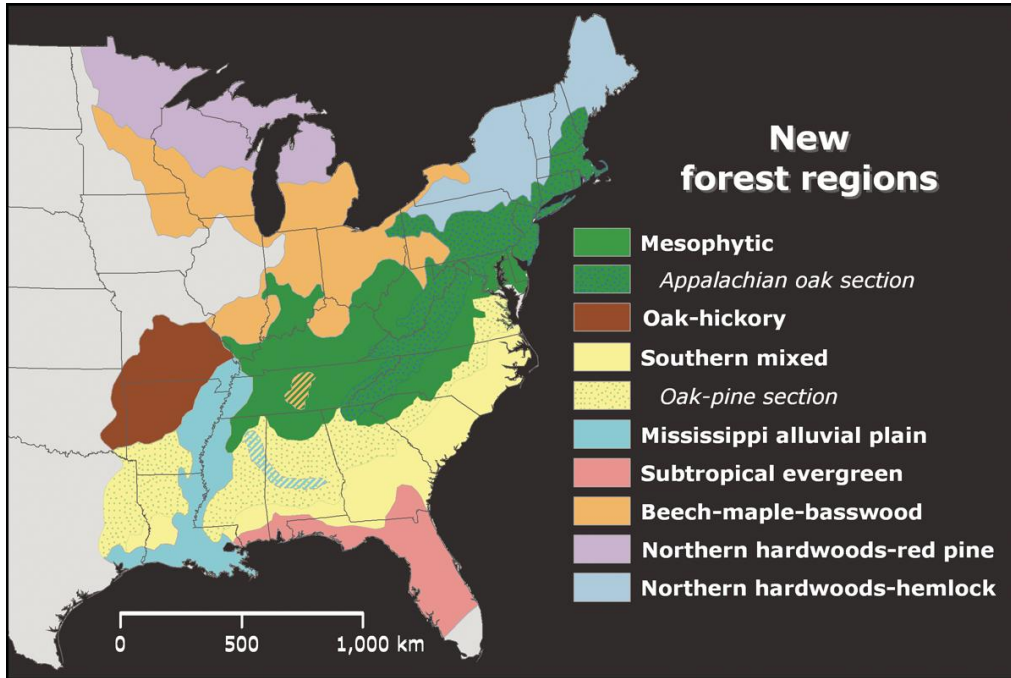 New
forest regions
Mesophytic
Appalachian oak section
Oak-hickory
Southern mixed
Oak-pine section
Mississippi alluvial plain
Subtropical evergreen
Beech-maple-basswood
Northern hardwoods-red pine
Northern hardwoods-hemlock
0 500 1,000 km